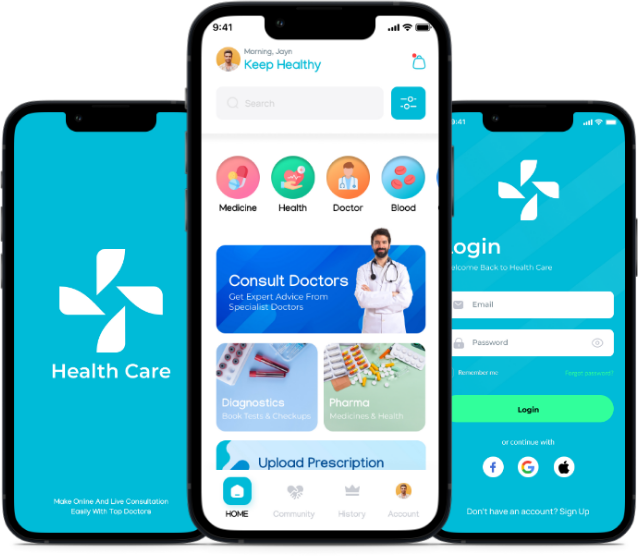 Health Care
Make Online And Live Consultation
Easily With Top Doctors
9:41
Morning, Jayn
Keep Healthy
Search
Medicine
Health
Doctor
Blood
Consult Doctors
Get Expert Advice From
Specialist Doctors
Diagnostics
Book Tests & Checkups
Pharma
Medicines & Health
Upload Prescription
HOME
Community
History
Account
9:41
Login
Welcome Back to Health Care
Email
Password
Remember me
Forgot password?
Login
or continue with
f
G
Don't have an account? Sign Up